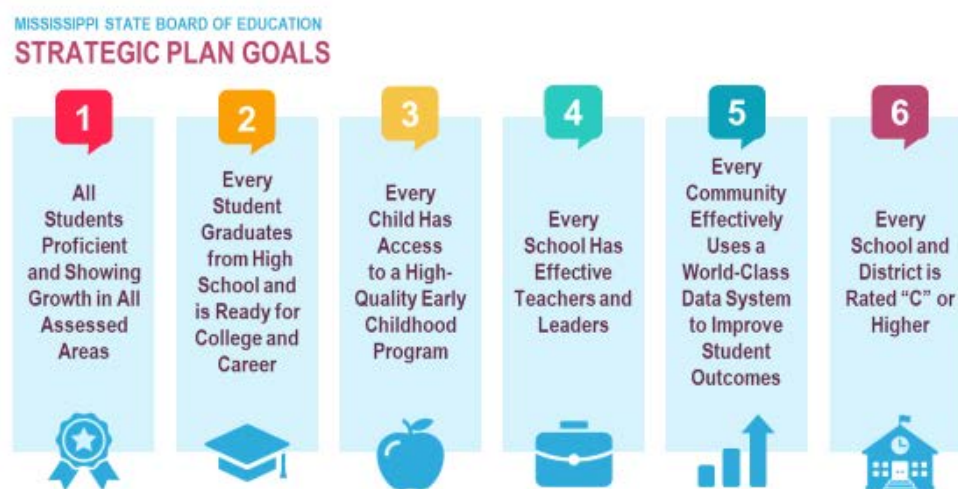 MISSISSIPPI STATE BOARD OF EDUCATION
STRATEGIC PLAN GOALS
1
All
Students
Proficient
and Showing
Growth in All
Assessed
Areas
2
Every
Student
Graduates
from High
School and
is Ready for
College and
Career
3
Every
Child Has
Access
to a High-
Quality Early
Childhood
Program
4
Every
School Has
Effective
Teachers and
Leaders
5
Every
Community
Effectively
Uses a
World-Class
Data System
to Improve
Student
Outcomes
6
Every
School and
District is
Rated “C” or
Higher